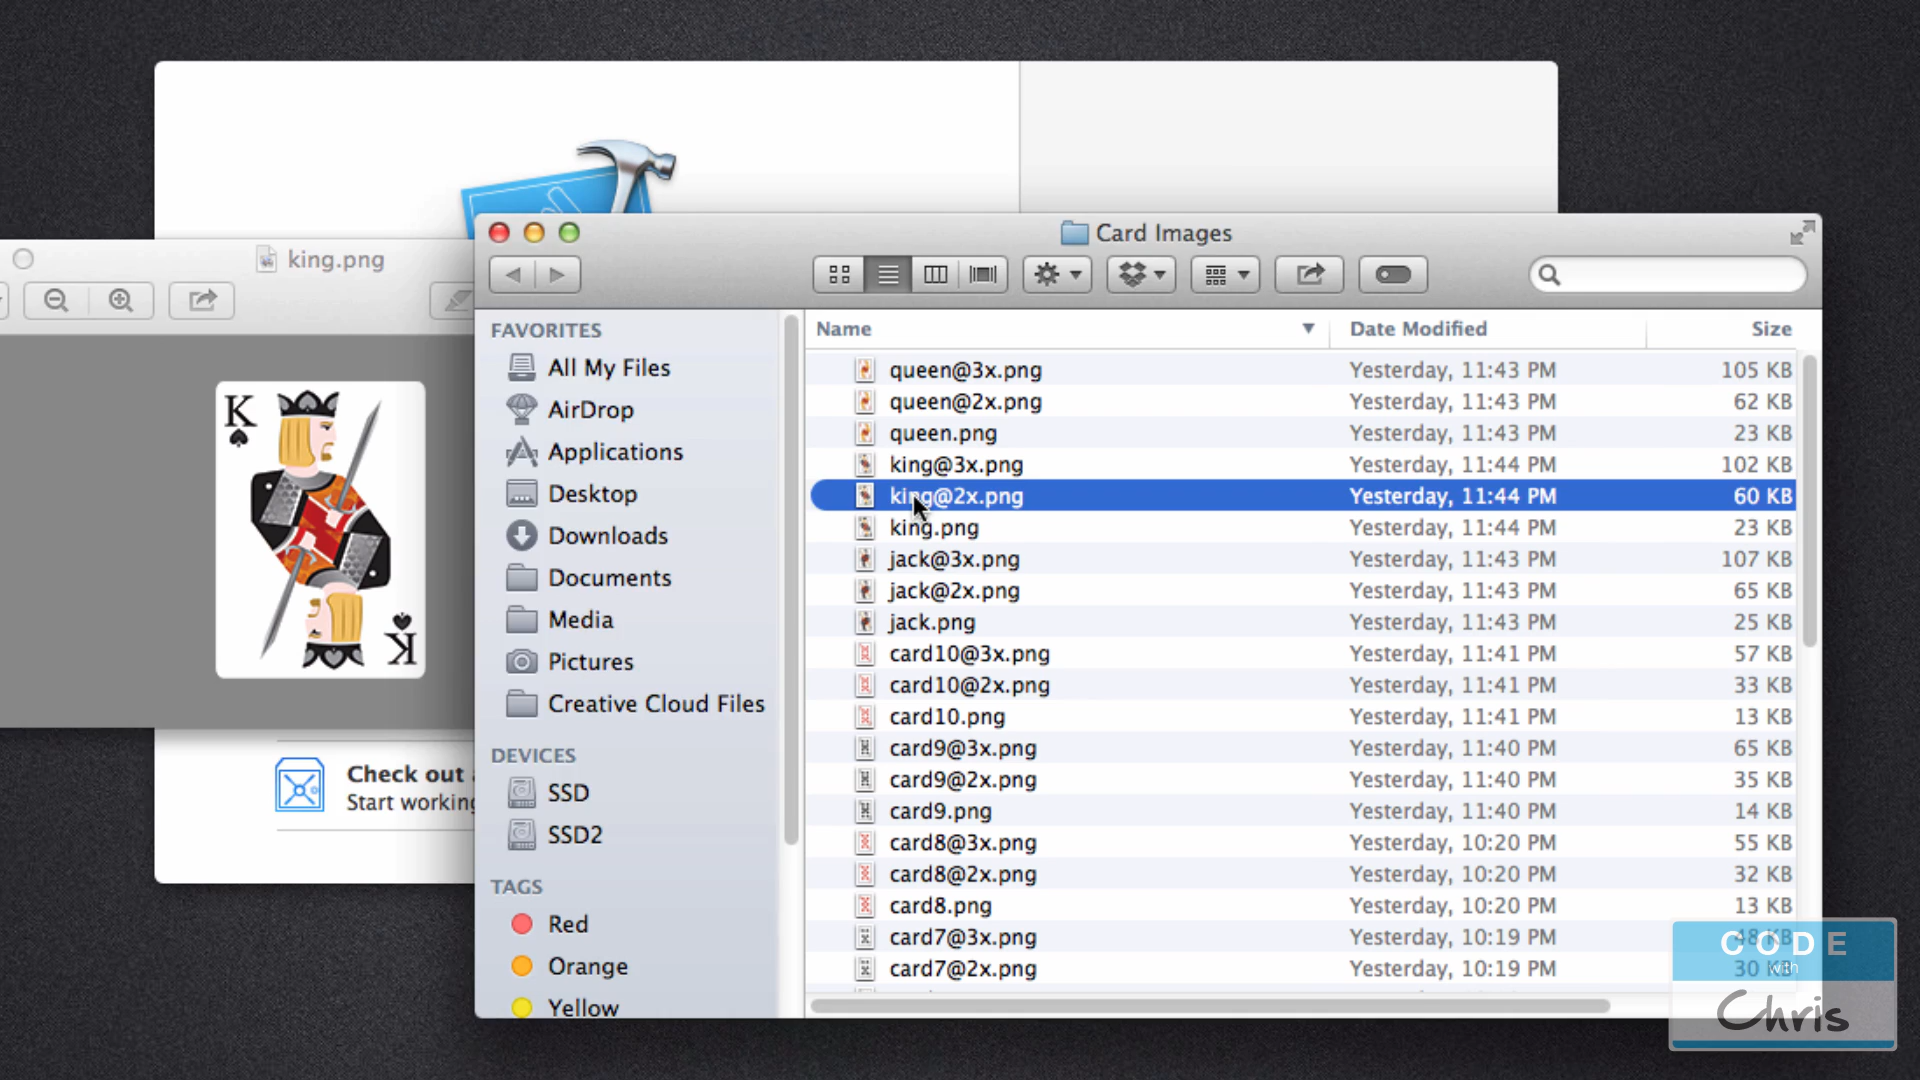 Card Images
king.png
FAVORITES
All My Files
AirDrop
Applications
Desktop
Downloads
Documents
Media
Pictures
Creative Cloud Files
DEVICES
SSD
SSD2
TAGS
Red
Orange
Yellow
Name Date Modified Size
queen@3x.png Yesterday, 11:43 PM 105 KB
queen@2x.png Yesterday, 11:43 PM 62 KB
queen.png Yesterday, 11:43 PM 23 KB
king@3x.png Yesterday, 11:44 PM 102 KB
king@2x.png Yesterday, 11:44 PM 60 KB
king.png Yesterday, 11:44 PM 23 KB
jack@3x.png Yesterday, 11:43 PM 107 KB
jack@2x.png Yesterday, 11:43 PM 65 KB
jack.png Yesterday, 11:43 PM 25 KB
card10@3x.png Yesterday, 11:41 PM 57 KB
card10@2x.png Yesterday, 11:41 PM 33 KB
card10.png Yesterday, 11:41 PM 13 KB
card9@3x.png Yesterday, 11:40 PM 65 KB
card9@2x.png Yesterday, 11:40 PM 35 KB
card9.png Yesterday, 11:40 PM 14 KB
card8@3x.png Yesterday, 10:20 PM 55 KB
card8@2x.png Yesterday, 10:20 PM 32 KB
card8.png Yesterday, 10:20 PM 13 KB
card7@3x.png Yesterday, 10:19 PM 48 KB
card7@2x.png Yesterday, 10:19 PM 30 KB
K
K
Check out
Start working
CODE
with
Chris